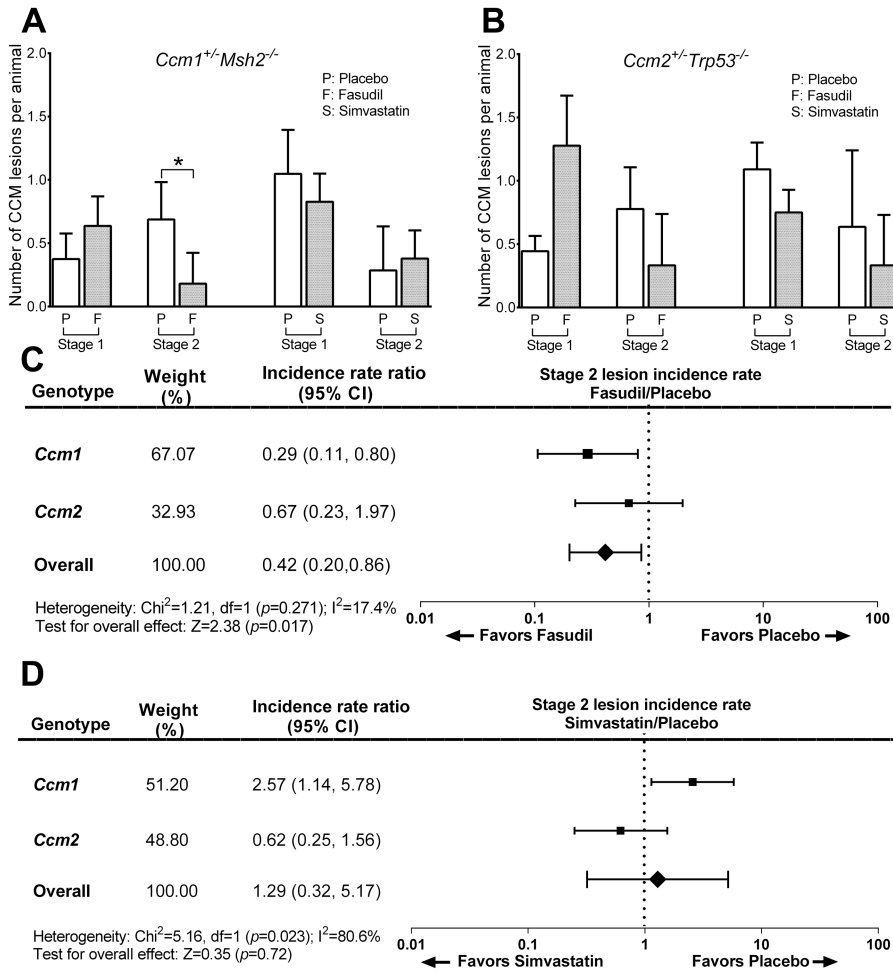 A
Ccm1+/-Msh2-/-
P: Placebo
F: Fasudil
S: Simvastatin
Number of CCM lesions per animal
2.0
1.5
1.0
0.5
0.0
*
P F P F P S P S
Stage 1 Stage 2 Stage 1 Stage 2
B
Ccm2+/-Trp53-/-
P: Placebo
F: Fasudil
S: Simvastatin
Number of CCM lesions per animal
2.0
1.5
1.0
0.5
0.0
P F P F P S P S
Stage 1 Stage 2 Stage 1 Stage 2
C
Genotype Weight (%) Incidence rate ratio (95% CI)
Stage 2 lesion incidence rate
Fasudil/Placebo
Ccm1 67.07 0.29 (0.11, 0.80)
Ccm2 32.93 0.67 (0.23, 1.97)
Overall 100.00 0.42 (0.20,0.86)
Heterogeneity: Chi2=1.21, df=1 (p=0.271); I2=17.4%
Test for overall effect: Z=2.38 (p=0.017)
0.01 0.1 1 10 100
Favors Fasudil Favors Placebo
D
Genotype Weight (%) Incidence rate ratio (95% CI)
Stage 2 lesion incidence rate
Simvastatin/Placebo
Ccm1 51.20 2.57 (1.14, 5.78)
Ccm2 48.80 0.62 (0.25, 1.56)
Overall 100.00 1.29 (0.32, 5.17)
Heterogeneity: Chi2=5.16, df=1 (p=0.023); I2=80.6%
Test for overall effect: Z=0.35 (p=0.72)
0.01 0.1 1 10 100
Favors Simvastatin Favors Placebo